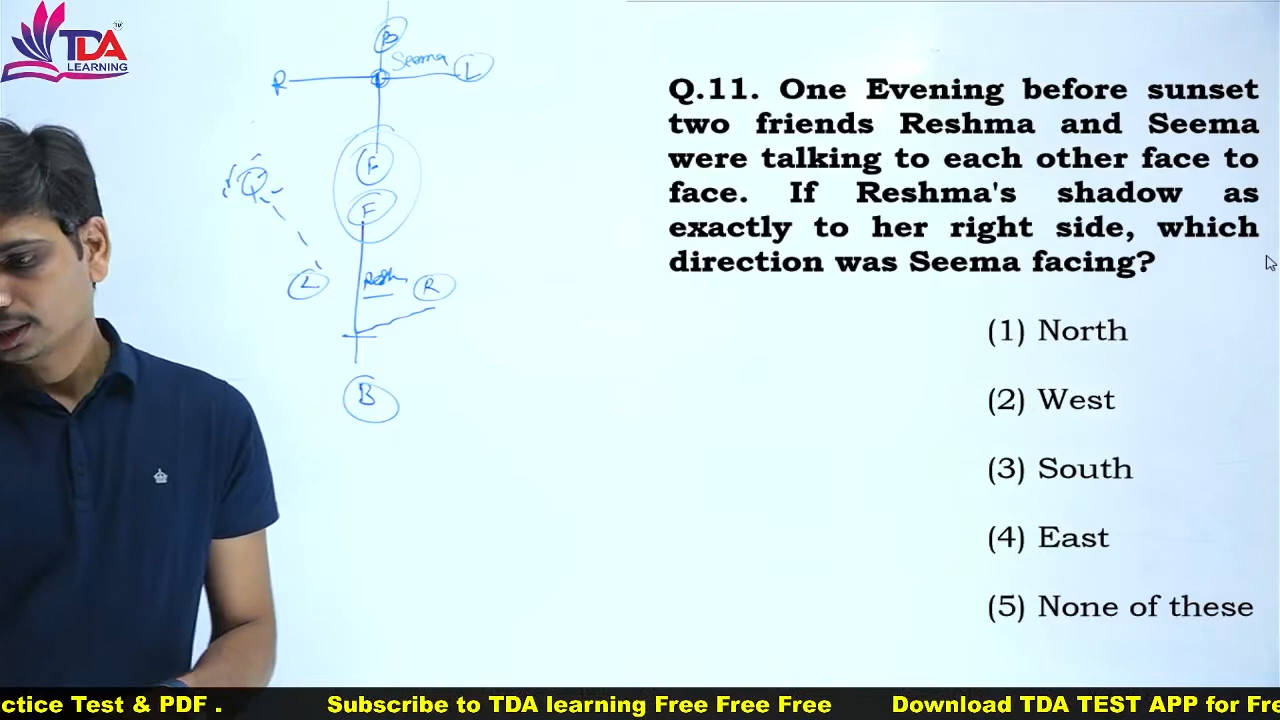 TDA
LEARNING
B
Seema
R
L
F
F
L
R
B
Q.11. One Evening before sunset
two friends Reshma and Seema
were talking to each other face to
face. If Reshma's shadow as
exactly to her right side, which
direction was Seema facing?
(1) North
(2) West
(3) South
(4) East
(5) None of these
ctice Test & PDF . Subscribe to TDA learning Free Free Free Download TDA TEST APP for Fre